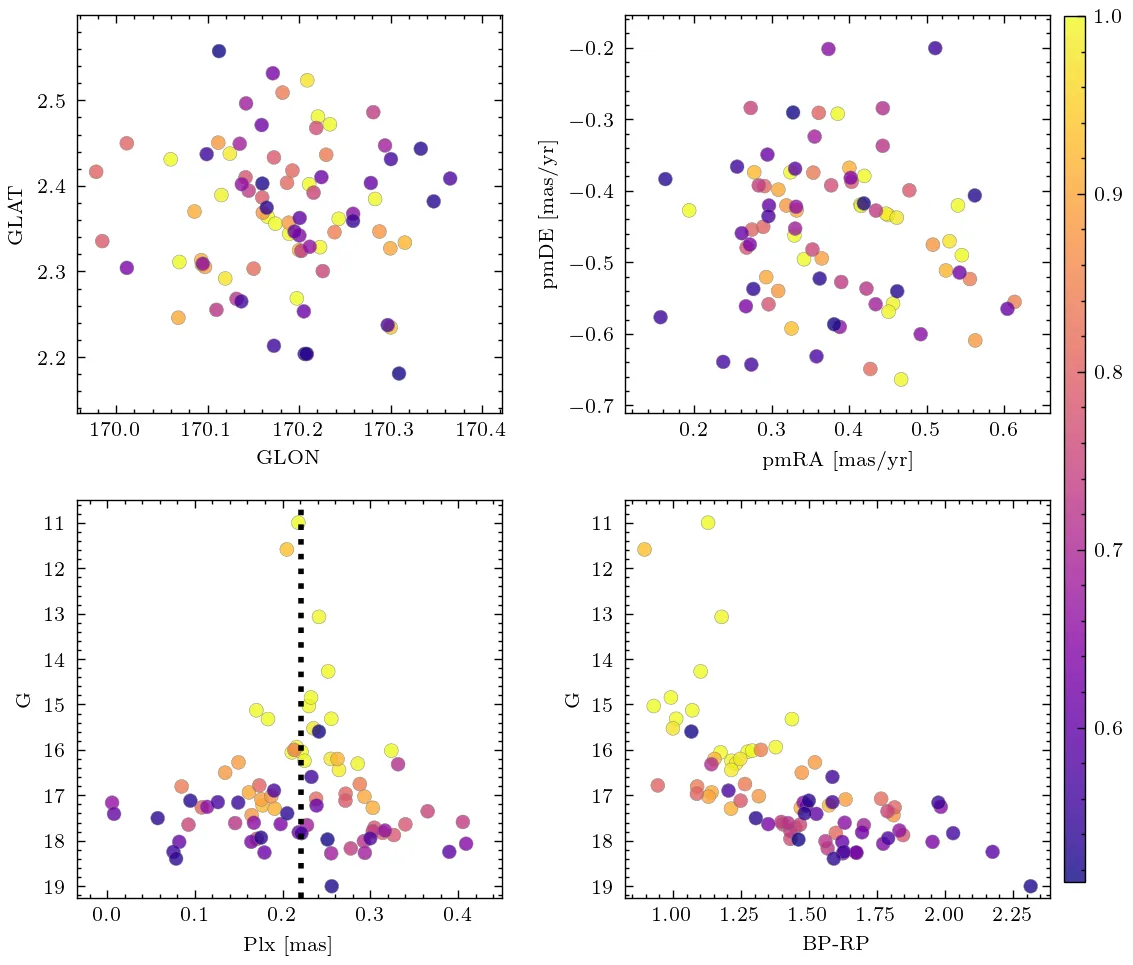 2.5
2.4
2.3
2.2
GLAT
170.0 170.1 170.2 170.3 170.4
GLON
−0.2
−0.3
−0.4
−0.5
−0.6
−0.7
pmDE [mas/yr]
0.2 0.3 0.4 0.5 0.6
pmRA [mas/yr]
1.0
0.9
0.8
0.7
0.6
11
12
13
14
15
16
17
18
19
G
0.0 0.1 0.2 0.3 0.4
Plx [mas]
11
12
13
14
15
16
17
18
19
G
1.00 1.25 1.50 1.75 2.00 2.25
BP-RP